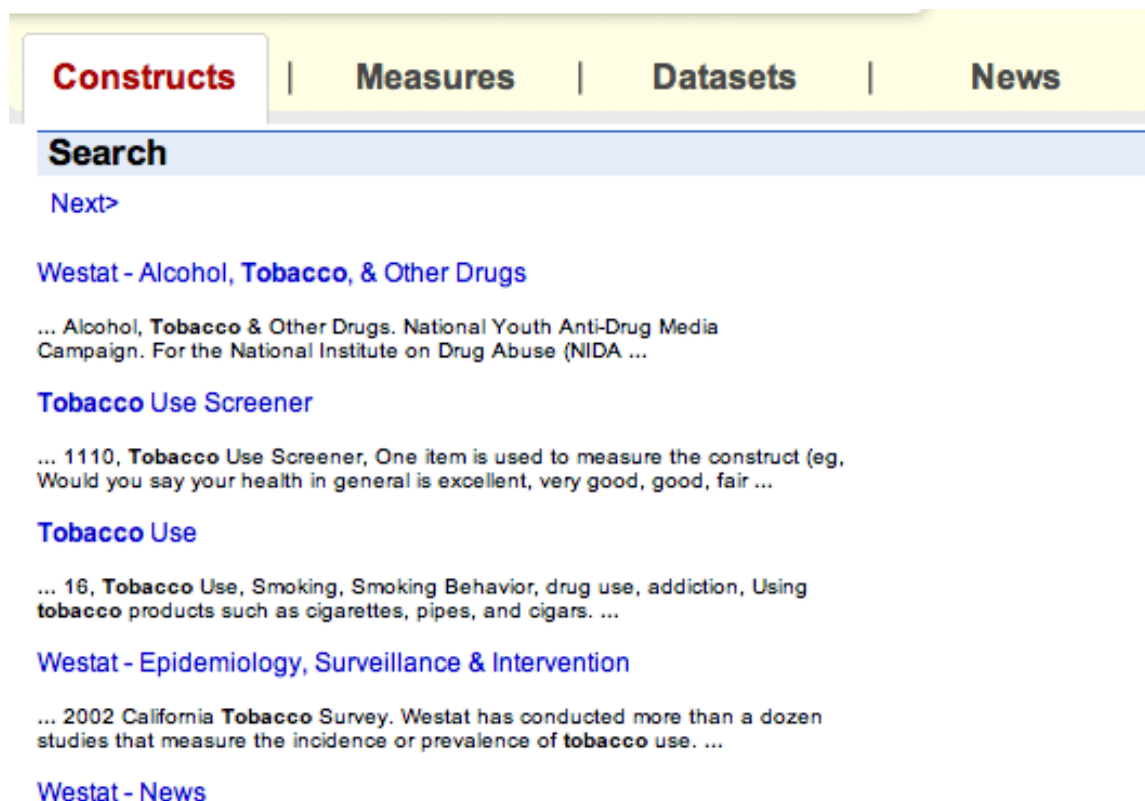 Constructs | Measures | Datasets | News
Search
Next>
Westat - Alcohol, Tobacco, & Other Drugs
... Alcohol, Tobacco & Other Drugs. National Youth Anti-Drug Media
Campaign. For the National Institute on Drug Abuse (NIDA ...
Tobacco Use Screener
... 1110, Tobacco Use Screener, One item is used to measure the construct (eg,
Would you say your health in general is excellent, very good, good, fair ...
Tobacco Use
... 16, Tobacco Use, Smoking, Smoking Behavior, drug use, addiction, Using
tobacco products such as cigarettes, pipes, and cigars. ...
Westat - Epidemiology, Surveillance & Intervention
... 2002 California Tobacco Survey. Westat has conducted more than a dozen
studies that measure the incidence or prevalence of tobacco use. ...
Westat - News